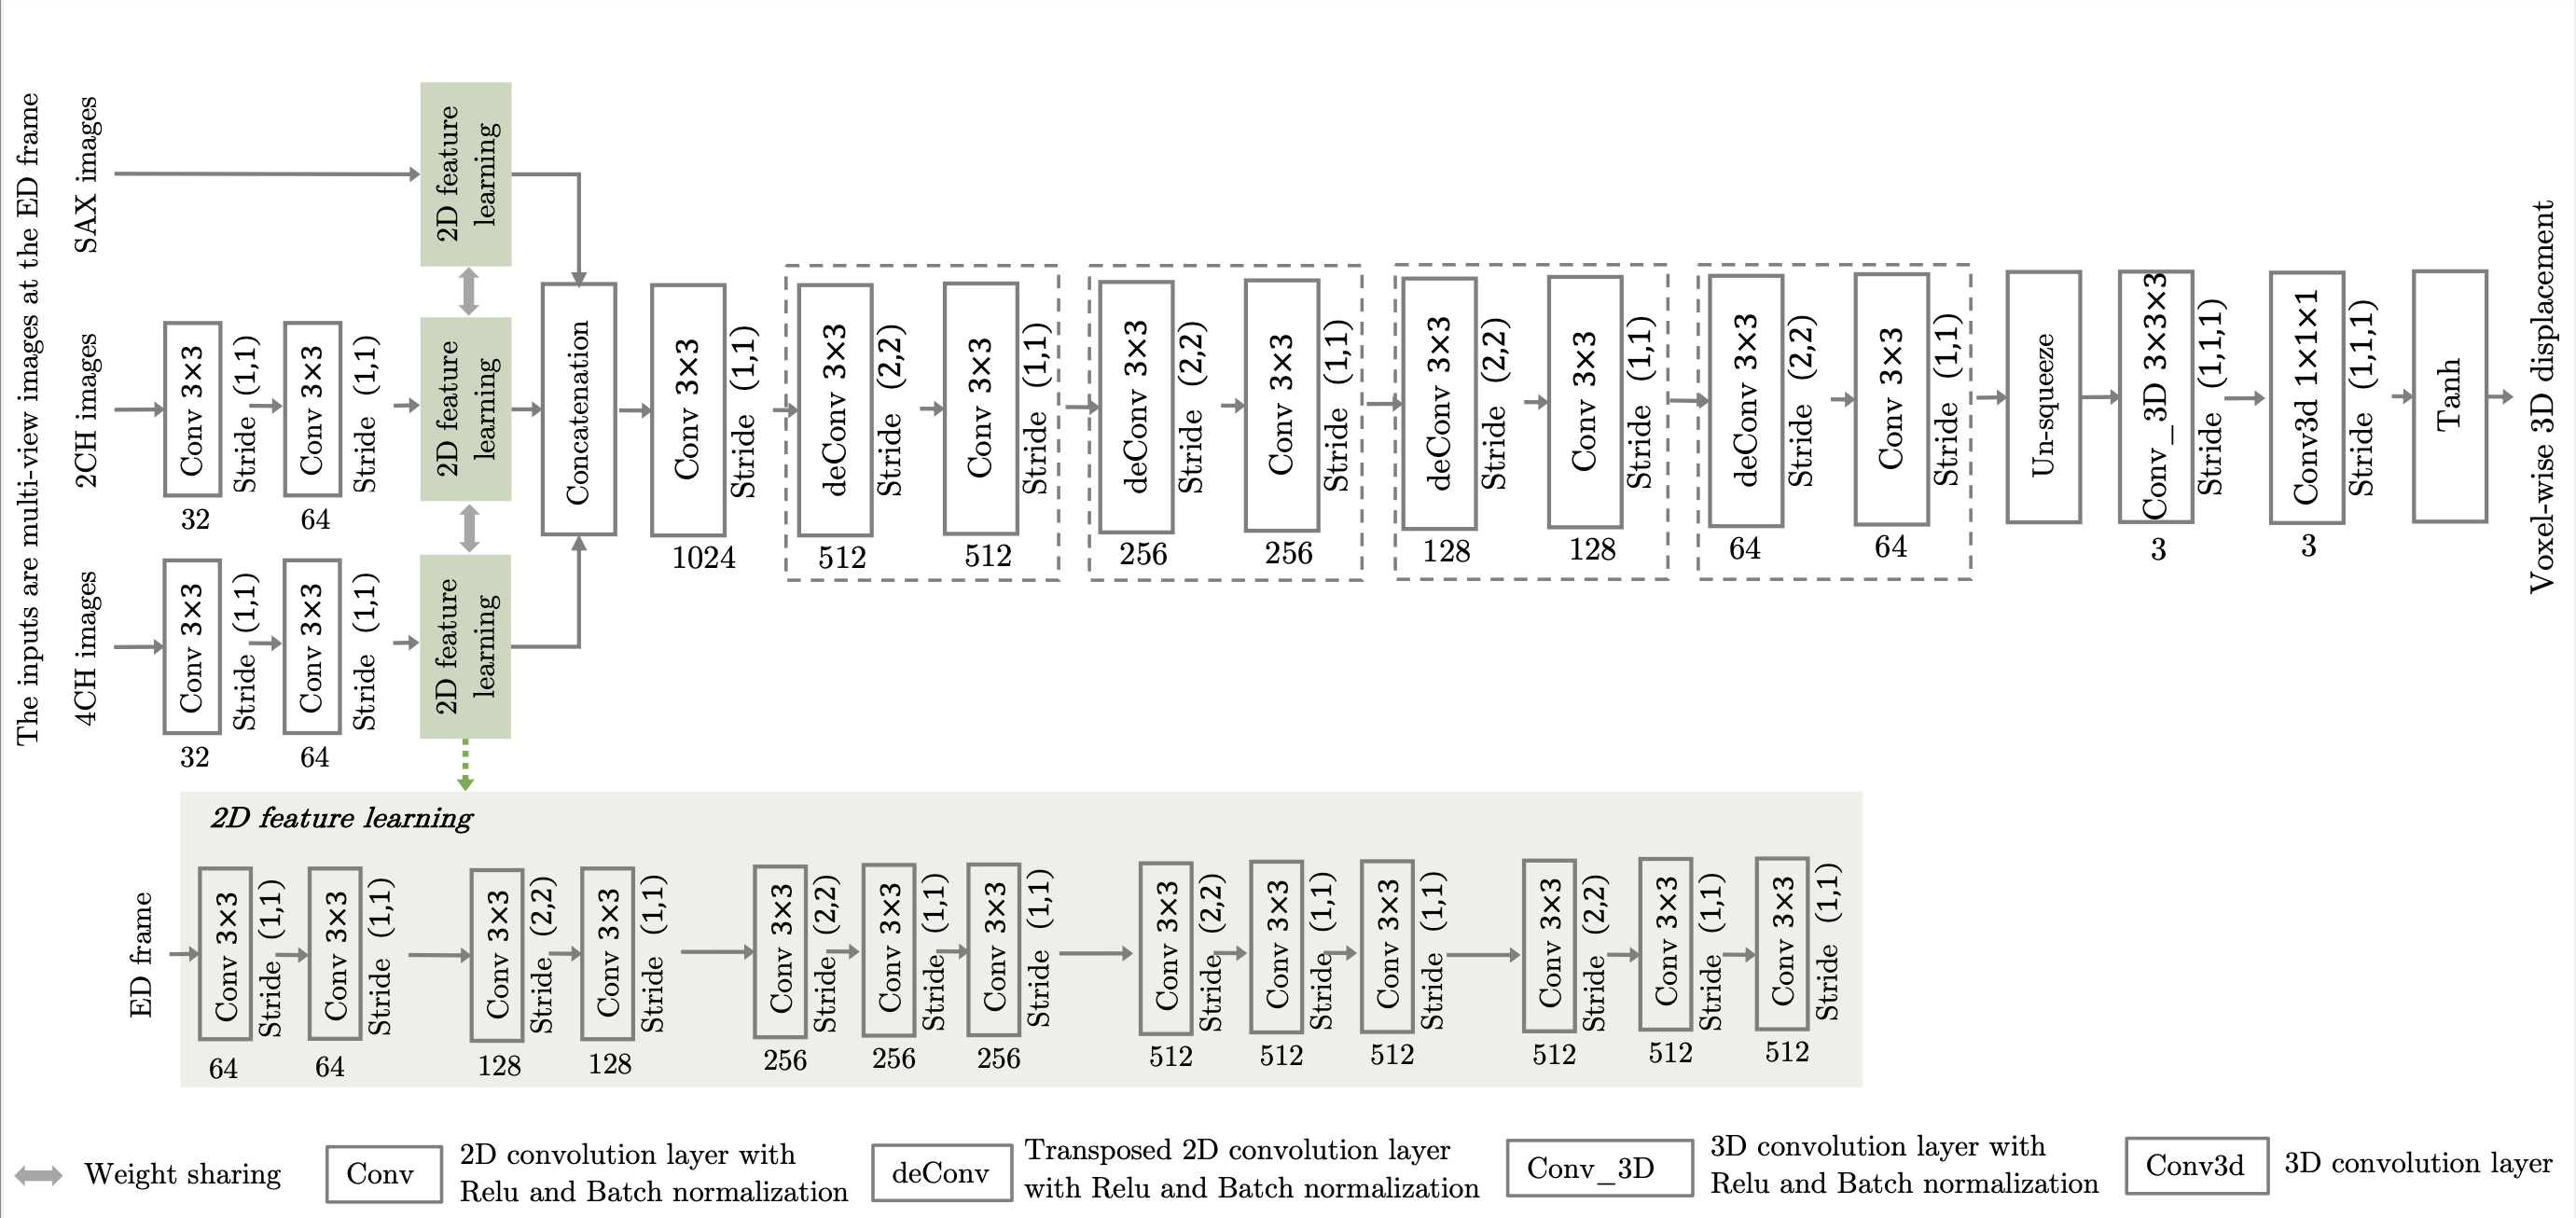 The inputs are multi-view images at the ED frame
SAX images
2D feature
learning
2CH images
Conv 3×3
Stride (1,1)
32
Conv 3×3
Stride (1,1)
64
2D feature
learning
4CH images
Conv 3×3
Stride (1,1)
32
Conv 3×3
Stride (1,1)
64
2D feature
learning
Concatenation
Conv 3×3
Stride (1,1)
1024
deConv 3×3
Stride (2,2)
512
Conv 3×3
Stride (1,1)
512
deConv 3×3
Stride (2,2)
256
Conv 3×3
Stride (1,1)
256
deConv 3×3
Stride (2,2)
128
Conv 3×3
Stride (1,1)
128
deConv 3×3
Stride (2,2)
64
Conv 3×3
Stride (1,1)
64
Un-squeeze
Conv_3D 3×3×3
Stride (1,1,1)
3
Conv3d 1×1×1
Stride (1,1,1)
3
Tanh
Voxel-wise 3D displacement
2D feature learning
ED frame
Conv 3×3
Stride (1,1)
64
Conv 3×3
Stride (1,1)
64
Conv 3×3
Stride (2,2)
128
Conv 3×3
Stride (1,1)
128
Conv 3×3
Stride (2,2)
256
Conv 3×3
Stride (1,1)
256
Conv 3×3
Stride (1,1)
256
Conv 3×3
Stride (2,2)
512
Conv 3×3
Stride (1,1)
512
Conv 3×3
Stride (1,1)
512
Conv 3×3
Stride (2,2)
512
Conv 3×3
Stride (1,1)
512
Conv 3×3
Stride (1,1)
512
Weight sharing
Conv
2D convolution layer with
Relu and Batch normalization
deConv
Transposed 2D convolution layer
with Relu and Batch normalization
Conv_3D
3D convolution layer with
Relu and Batch normalization
Conv3d
3D convolution layer